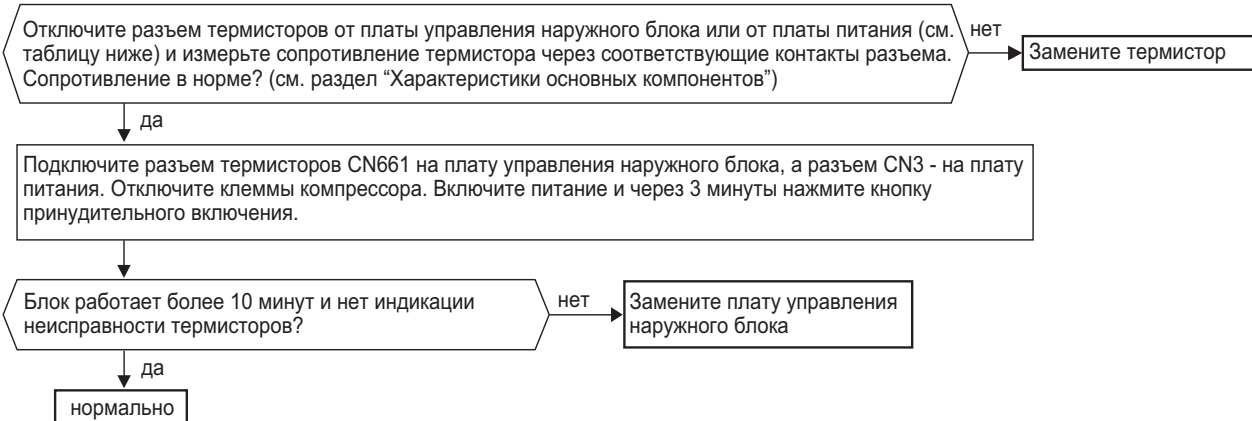 Отключите разъем термисторов от платы управления наружного блока или от платы питания (см.
таблицу ниже) и измерьте сопротивление термистора через соответствующие контакты разъема.
Сопротивление в норме? (см. раздел “Характеристики основных компонентов”)
нет
Замените термистор
да
Подключите разъем термисторов CN661 на плату управления наружного блока, а разъем CN3 - на плату
питания. Отключите клеммы компрессора. Включите питание и через 3 минуты нажмите кнопку
принудительного включения.
Блок работает более 10 минут и нет индикации
неисправности термисторов?
нет
Замените плату управления
наружного блока
да
нормально